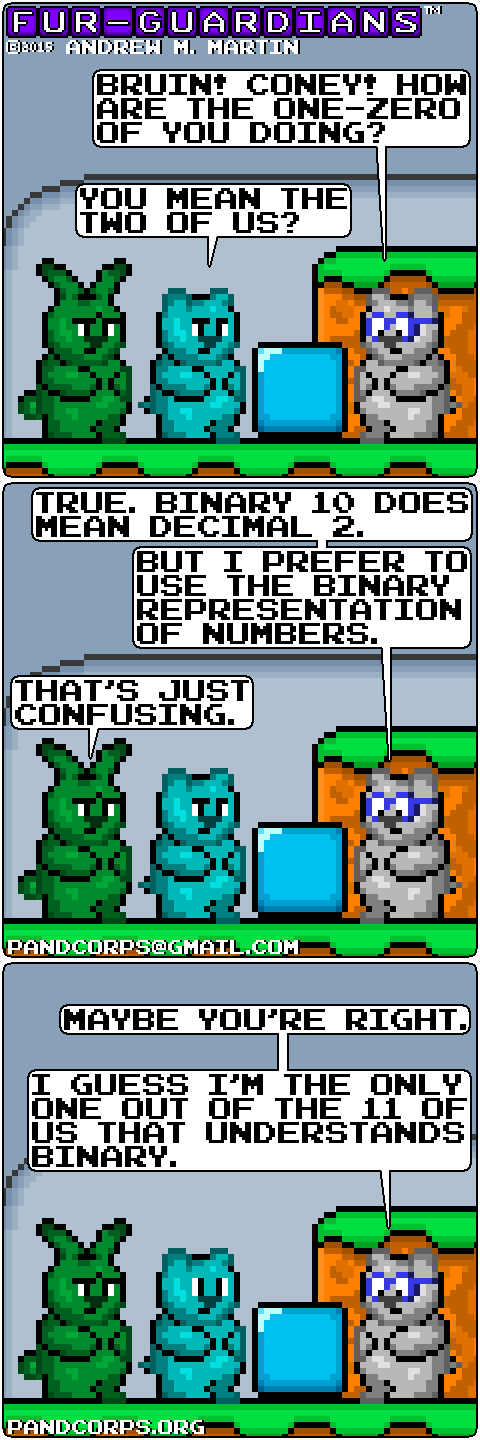 FUR-GUARDIANS™
©2015 ANDREW M. MARTIN
BRUIN! CONEY! HOW
ARE THE ONE-ZERO
OF YOU DOING?
YOU MEAN THE
TWO OF US?
TRUE. BINARY 10 DOES
MEAN DECIMAL 2.
BUT I PREFER TO
USE THE BINARY
REPRESENTATION
OF NUMBERS.
THAT'S JUST
CONFUSING.
PANDCORPS@GMAIL.COM
MAYBE YOU'RE RIGHT.
I GUESS I'M THE ONLY
ONE OUT OF THE 11 OF
US THAT UNDERSTANDS
BINARY.
PANDCORPS.ORG